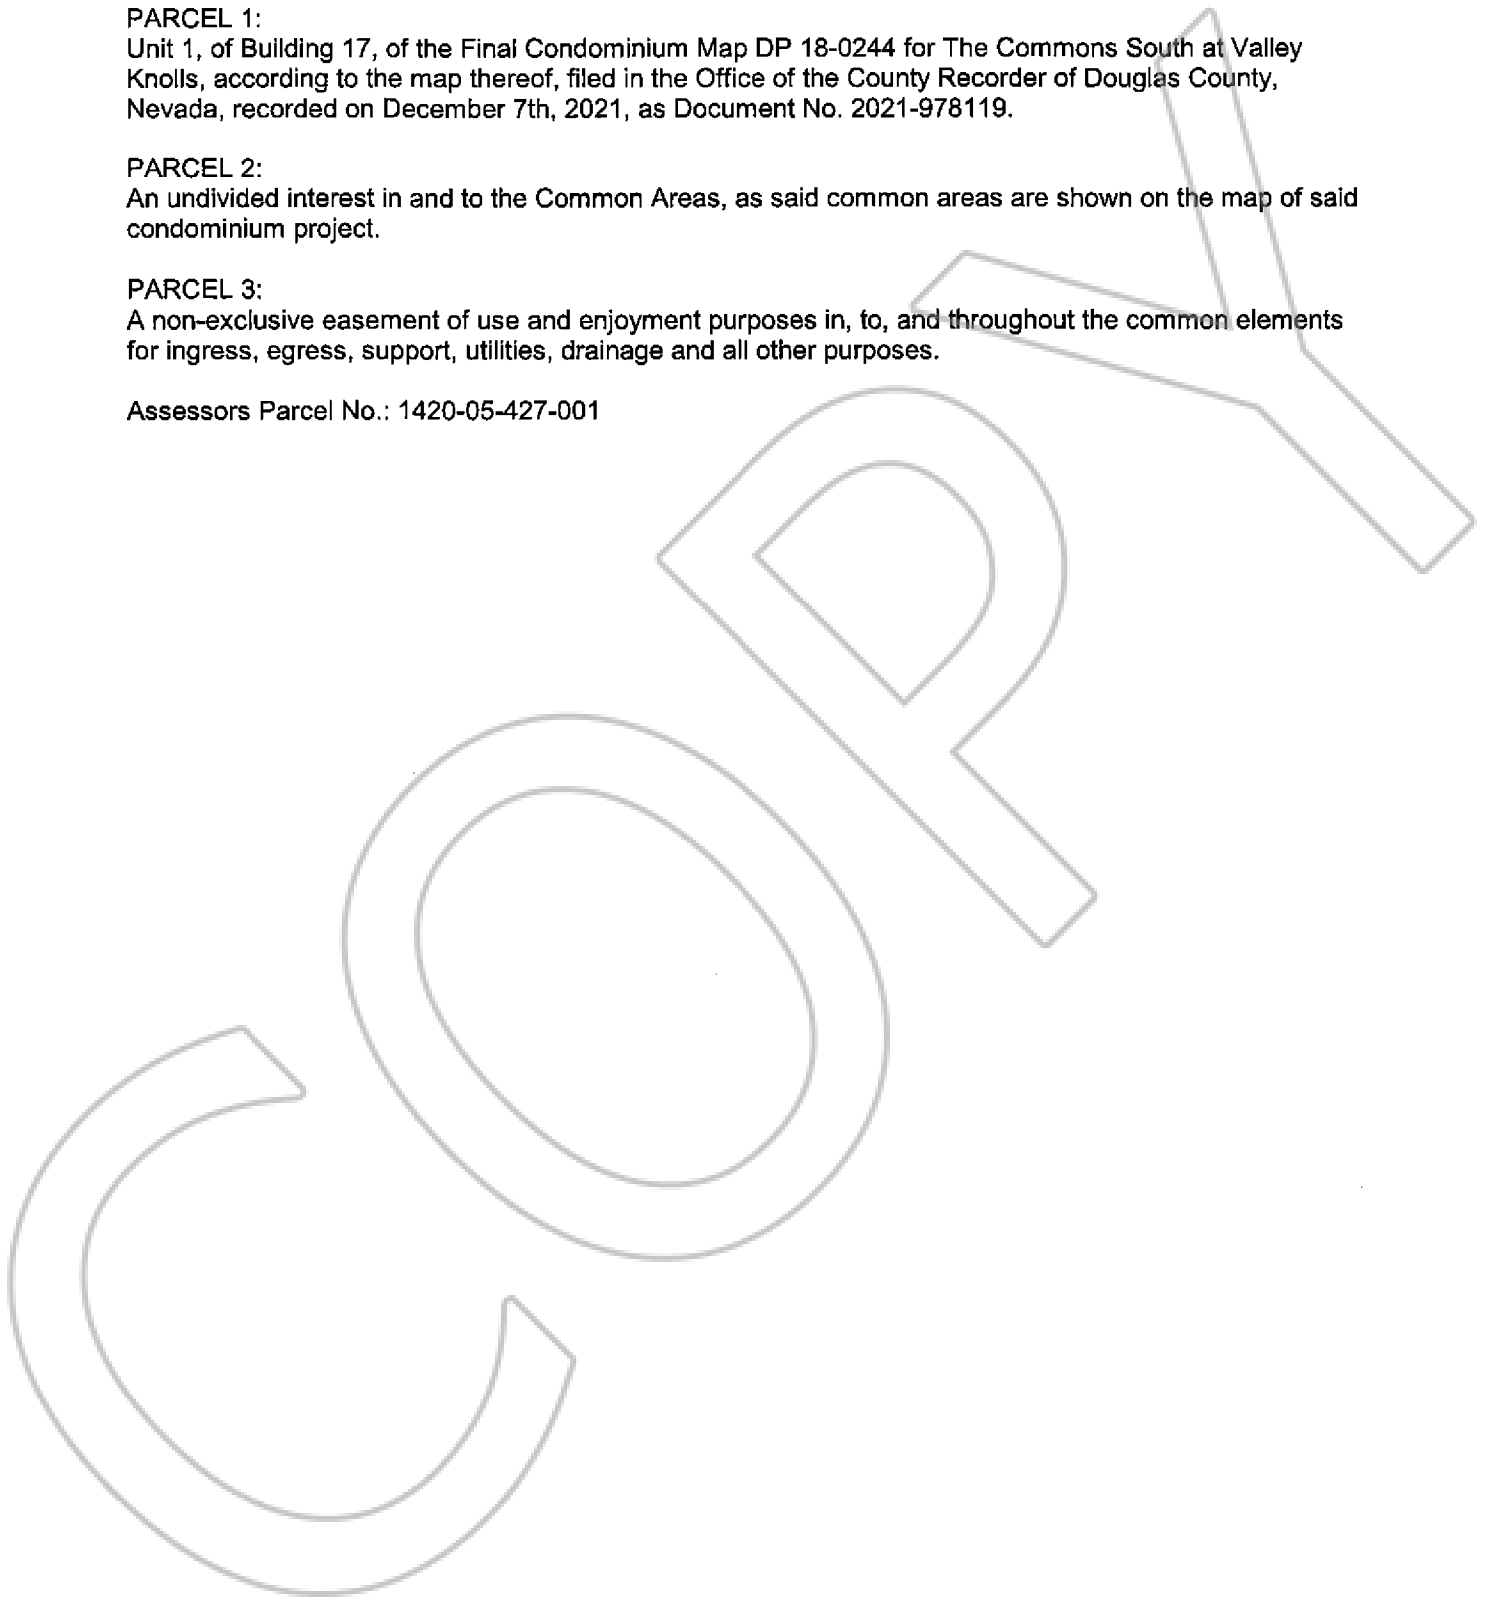 PARCEL 1:
Unit 1, of Building 17, of the Final Condominium Map DP 18-0244 for The Commons South at Valley
Knolls, according to the map thereof, filed in the Office of the County Recorder of Douglas County,
Nevada, recorded on December 7th, 2021, as Document No. 2021-978119.
PARCEL 2:
An undivided interest in and to the Common Areas, as said common areas are shown on the map of said
condominium project.
PARCEL 3:
A non-exclusive easement of use and enjoyment purposes in, to, and throughout the common elements
for ingress, egress, support, utilities, drainage and all other purposes.
Assessors Parcel No.: 1420-05-427-001
COPY